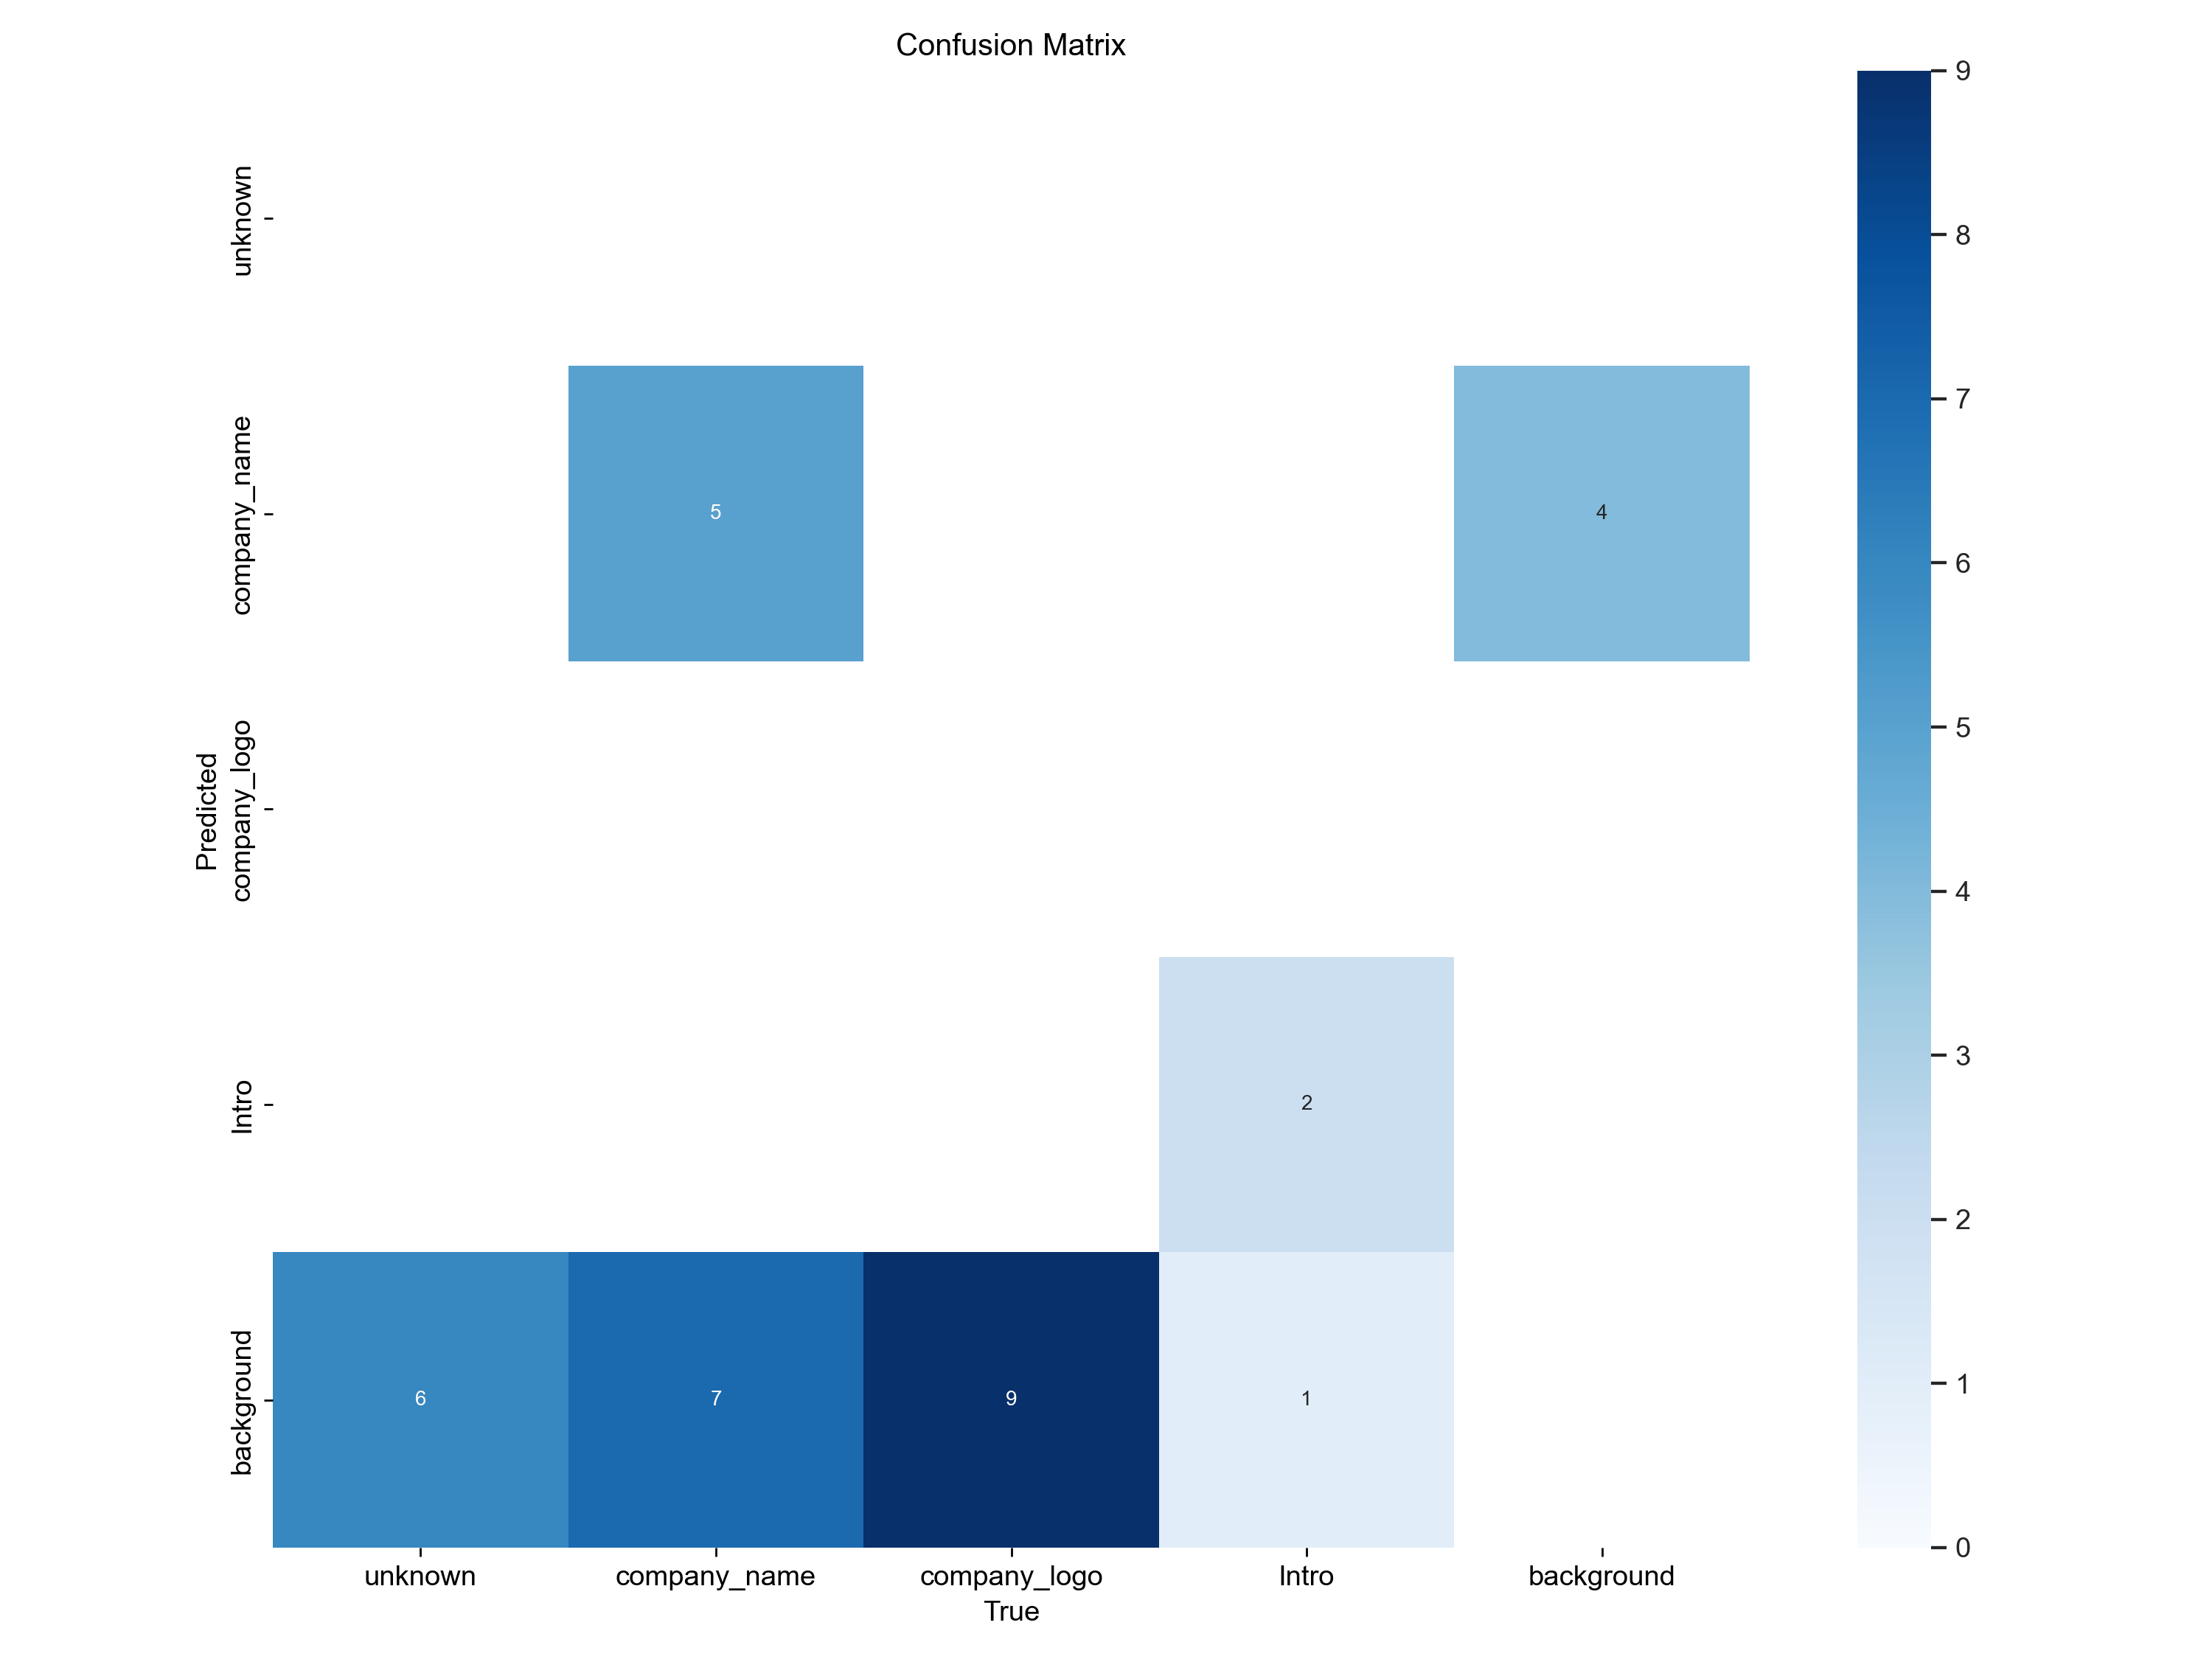 Confusion Matrix
unknown
company_name
5
4
company_logo
Predicted
Intro
2
background
6
7
9
1
unknown
company_name
company_logo
Intro
background
True
9
8
7
6
5
4
3
2
1
0